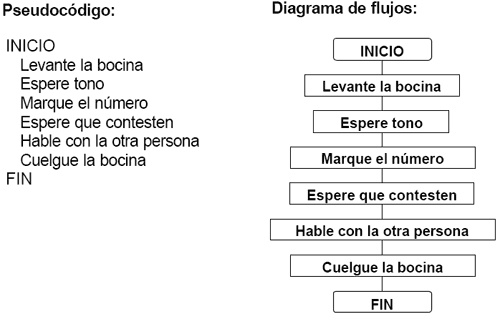 Pseudocódigo:
INICIO
Levante la bocina
Espere tono
Marque el número
Espere que contesten
Hable con la otra persona
Cuelgue la bocina
FIN
Diagrama de flujos:
INICIO
Levante la bocina
Espere tono
Marque el número
Espere que contesten
Hable con la otra persona
Cuelgue la bocina
FIN